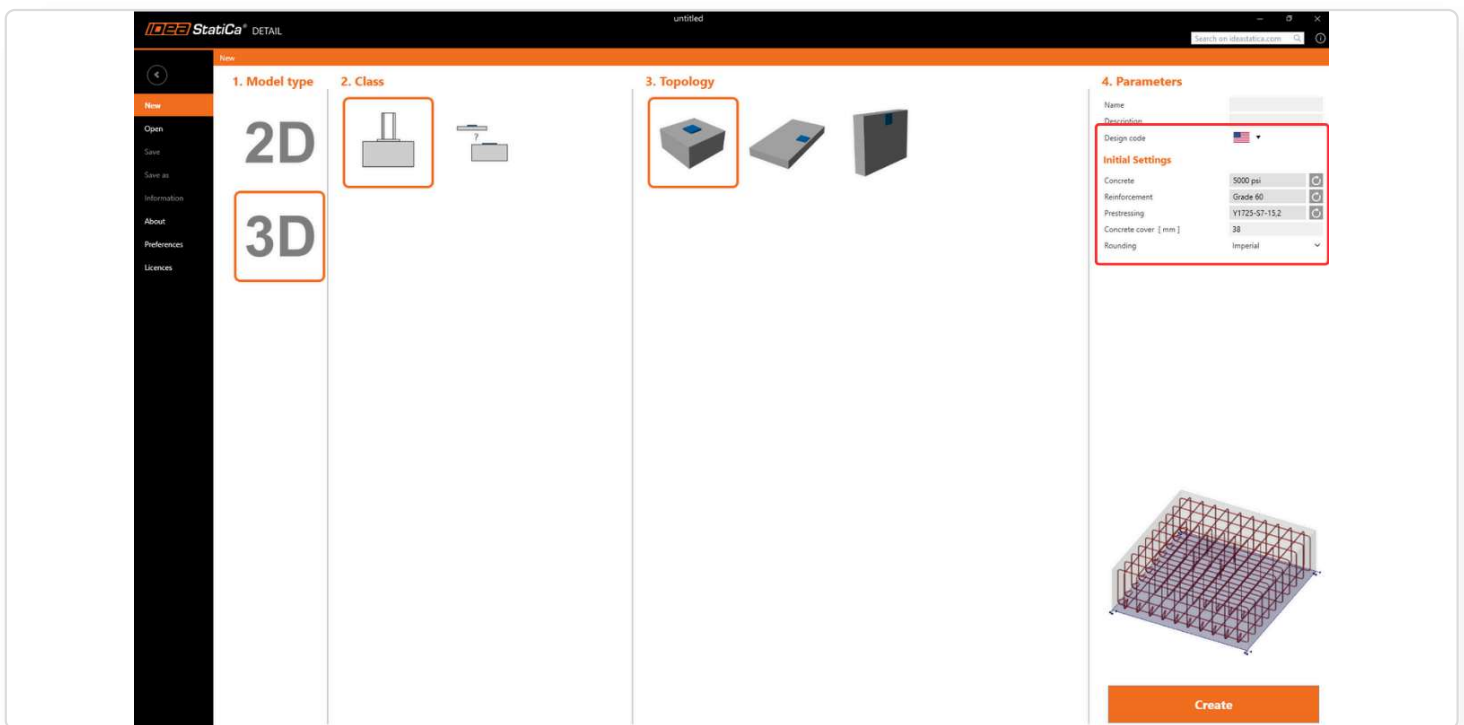 untitled
IDEA StatiCa® DETAIL
Search on ideastatica.com
New
1. Model type
2. Class
3. Topology
4. Parameters
New
Open
Save
Save as
Information
About
Preferences
Licences
2D
3D
?
Name
Description
Design code
Initial Settings
Concrete 5000 psi
Reinforcement Grade 60
Prestressing Y1725-S7-15,2
Concrete cover [ mm ] 38
Rounding Imperial
Create